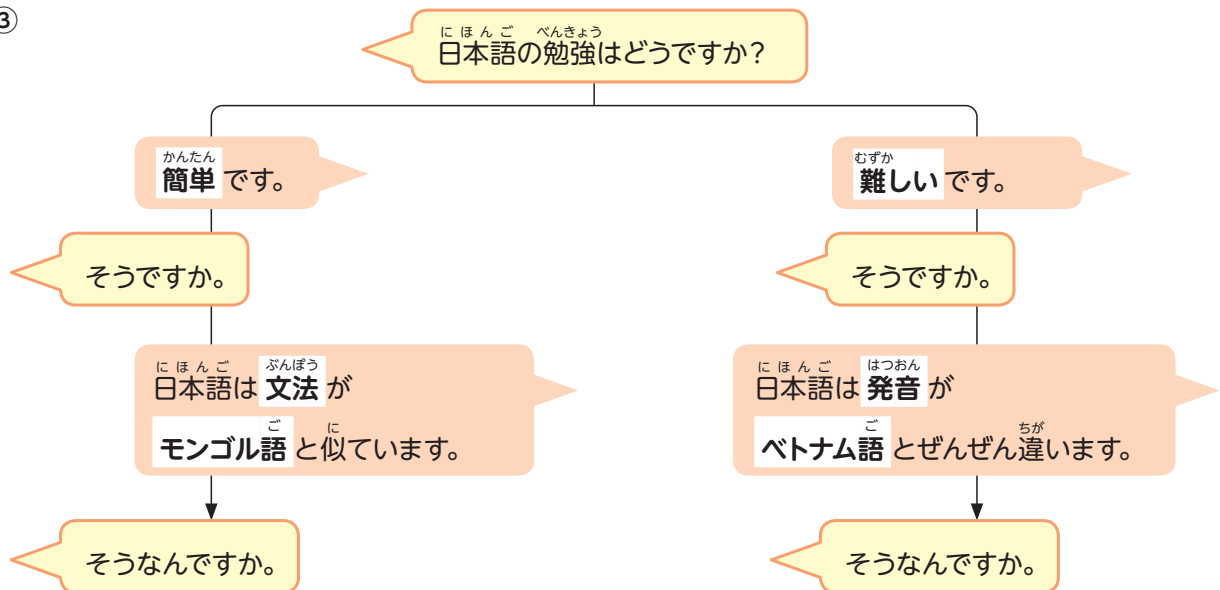 ③
にほんご べんきょう
日本語の勉強はどうですか？
かんたん
簡単です。
むずか
難しいです。
そうですか。
そうですか。
にほんご ぶんぽう
日本語は文法が
ご に
モンゴル語と似ています。
にほんご はつおん
日本語は発音が
ご ちが
ベトナム語とぜんぜん違います。
そうなんですか。
そうなんですか。